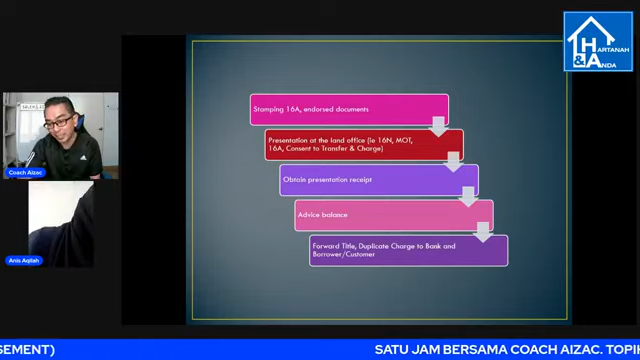 HARTANAH
& ANDA
Stamping 16A, endorsed documents
Presentation at the land office (ie 16N, MOT,
16A, Consent to Transfer & Charge)
Obtain presentation receipt
Advice balance
Forward Title, Duplicate Charge to Bank and
Borrower/Customer
Coach Aizac
Anis Aqilah
SEMENT)
SATU JAM BERSAMA COACH AIZAC. TOPIK